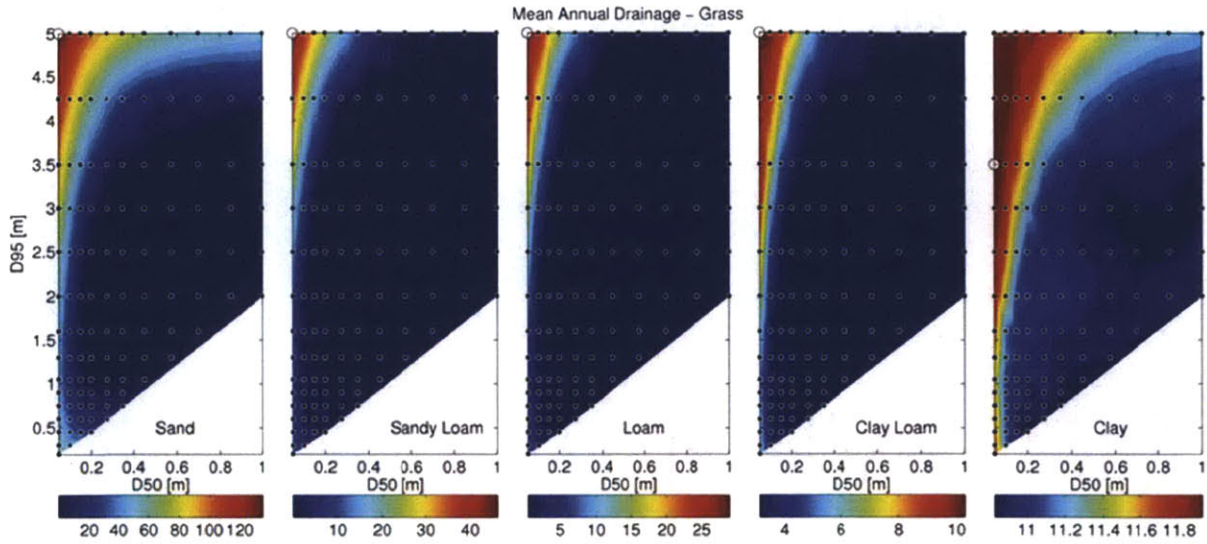 Mean Annual Drainage – Grass
D95 [m]
5
4.5
4
3.5
3
2.5
2
1.5
1
0.5
Sand
Sandy Loam
Loam
Clay Loam
Clay
0.2 0.4 0.6 0.8 1
0.2 0.4 0.6 0.8 1
0.2 0.4 0.6 0.8 1
0.2 0.4 0.6 0.8 1
0.2 0.4 0.6 0.8 1
D50 [m]
D50 [m]
D50 [m]
D50 [m]
D50 [m]
20 40 60 80 100 120
10 20 30 40
5 10 15 20 25
4 6 8 10
11 11.2 11.4 11.6 11.8